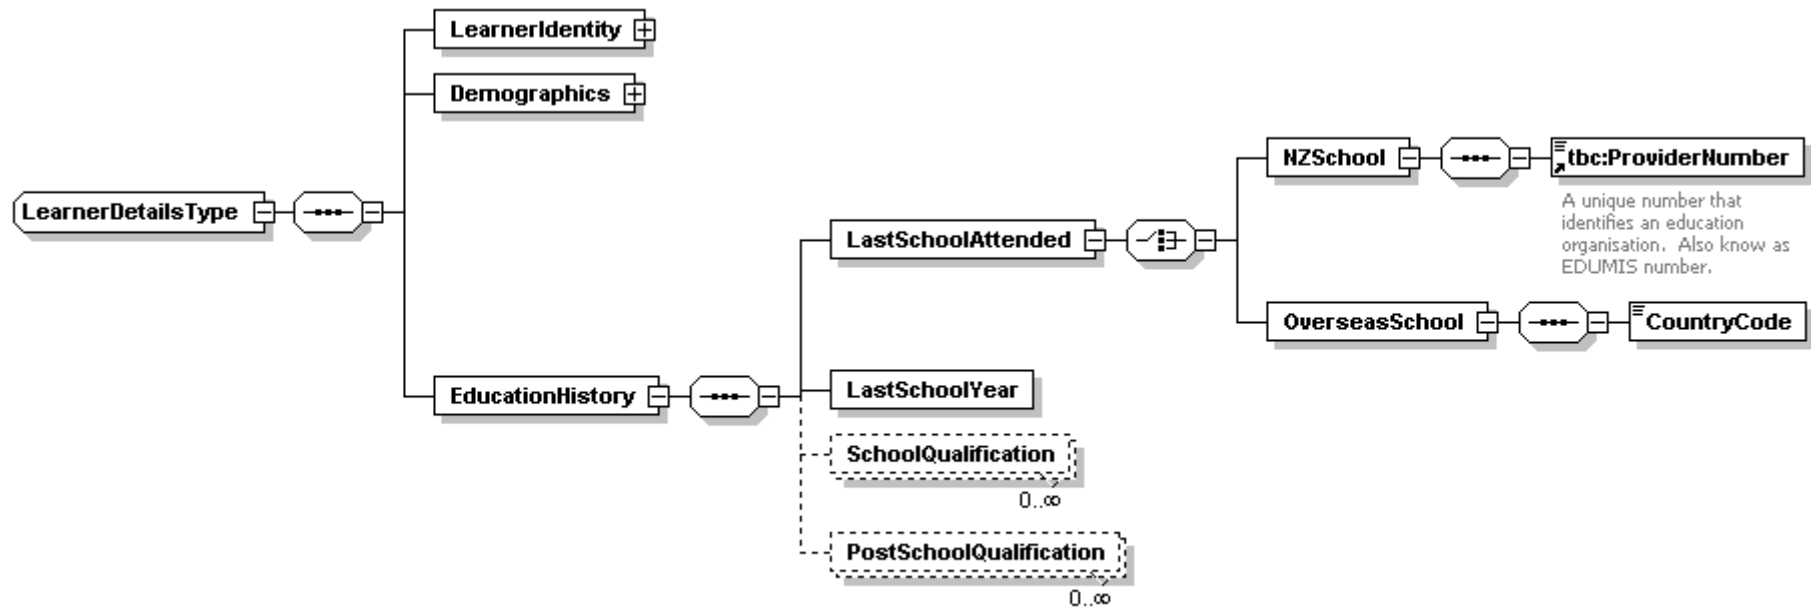 LearnerIdentity
Demographics
NZSchool
tbc:ProviderNumber
A unique number that
identifies an education
organisation.  Also know as
EDUMIS number.
LearnerDetailsType
LastSchoolAttended
OverseasSchool
CountryCode
EducationHistory
LastSchoolYear
SchoolQualification
0..∞
PostSchoolQualification
0..∞